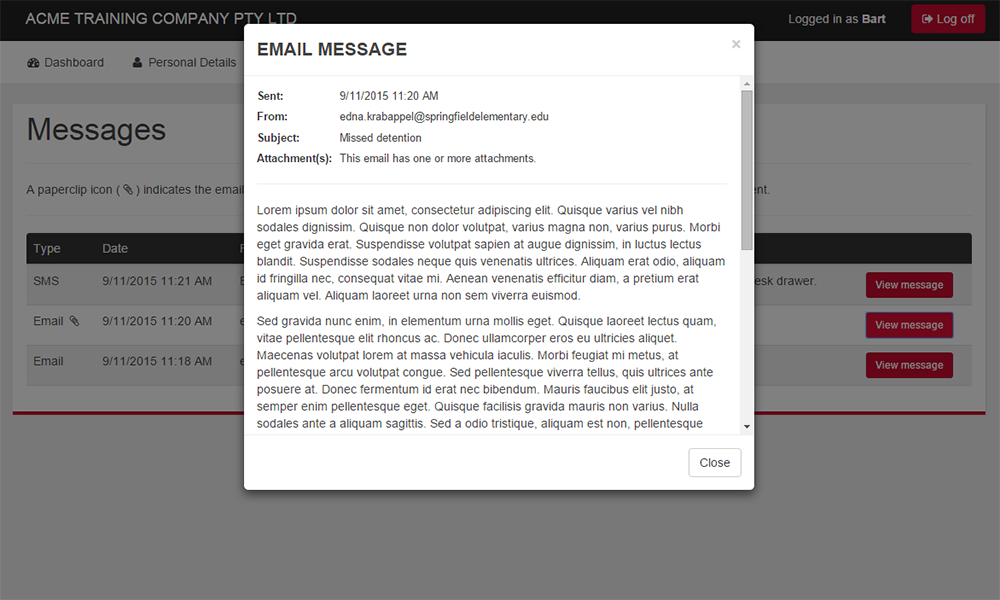 ACME TRAINING COMPANY PTY LTD
Logged in as Bart
Log off
Dashboard
Personal Details
Messages
A paperclip icon ( ) indicates the email
EMAIL MESSAGE
×
Sent: 9/11/2015 11:20 AM
From: edna.krabappel@springfieldelementary.edu
Subject: Missed detention
Attachment(s): This email has one or more attachments.
Lorem ipsum dolor sit amet, consectetur adipiscing elit. Quisque varius vel nibh
sodales dignissim. Quisque non dolor volutpat, varius magna non, varius purus. Morbi
eget gravida erat. Suspendisse volutpat sapien at augue dignissim, in luctus lectus
blandit. Suspendisse sodales neque quis venenatis ultrices. Aliquam erat odio, aliquam
id fringilla nec, consequat vitae mi. Aenean venenatis efficitur diam, a pretium erat
aliquam vel. Aliquam laoreet urna non sem viverra euismod.
Sed gravida nunc enim, in elementum urna mollis eget. Quisque laoreet lectus quam,
vitae pellentesque elit rhoncus ac. Donec ullamcorper eros eu ultricies aliquet.
Maecenas volutpat lorem at massa vehicula iaculis. Morbi feugiat mi metus, at
pellentesque arcu volutpat congue. Sed pellentesque viverra tellus, quis ultrices ante
posuere at. Donec fermentum id erat nec bibendum. Mauris faucibus elit justo, at
semper enim pellentesque eget. Quisque facilisis gravida mauris non varius. Nulla
sodales ante a aliquam sagittis. Sed a odio tristique, aliquam est non, pellentesque
Close
Type Date
SMS 9/11/2015 11:21 AM drawer. View message
Email 9/11/2015 11:20 AM View message
Email 9/11/2015 11:18 AM View message